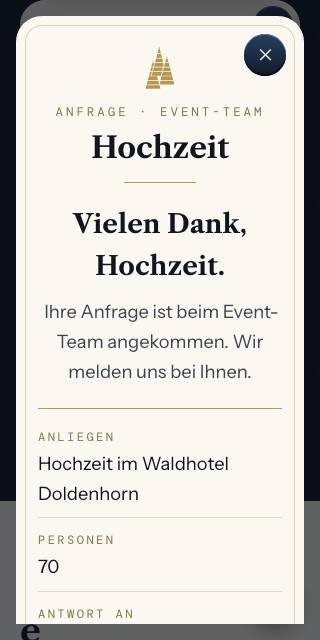 ANFRAGE · EVENT-TEAM
Hochzeit
Vielen Dank,
Hochzeit.
Ihre Anfrage ist beim Event-
Team angekommen. Wir
melden uns bei Ihnen.
ANLIEGEN
Hochzeit im Waldhotel
Doldenhorn
PERSONEN
70
ANTWORT AN
e